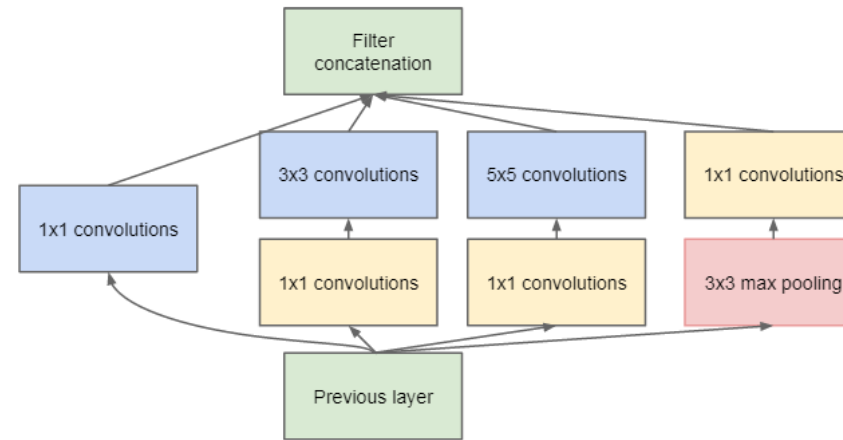 Filter
concatenation
3x3 convolutions
5x5 convolutions
1x1 convolutions
1x1 convolutions
1x1 convolutions
1x1 convolutions
3x3 max pooling
Previous layer